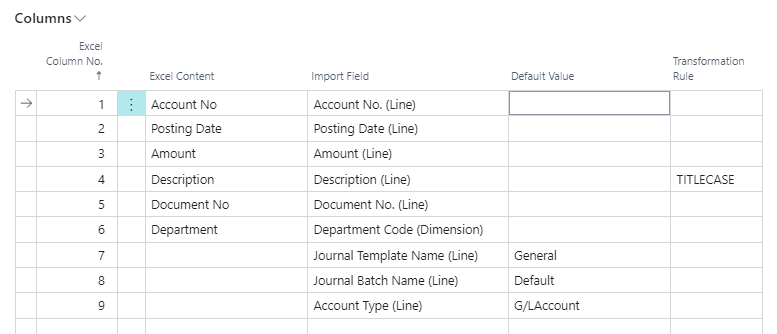 Columns
Excel
Column No.
↑
Excel Content
Import Field
Default Value
Transformation
Rule
1 Account No Account No. (Line)
2 Posting Date Posting Date (Line)
3 Amount Amount (Line)
4 Description Description (Line) TITLECASE
5 Document No Document No. (Line)
6 Department Department Code (Dimension)
7 Journal Template Name (Line) General
8 Journal Batch Name (Line) Default
9 Account Type (Line) G/LAccount